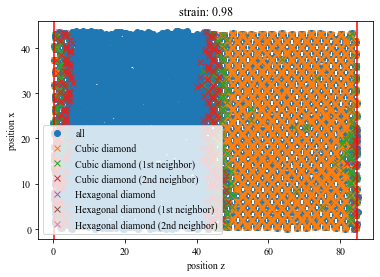 strain: 0.98
position x
40
30
20
10
0
all
Cubic diamond
Cubic diamond (1st neighbor)
Cubic diamond (2nd neighbor)
Hexagonal diamond
Hexagonal diamond (1st neighbor)
Hexagonal diamond (2nd neighbor)
0 20 40 60 80
position z